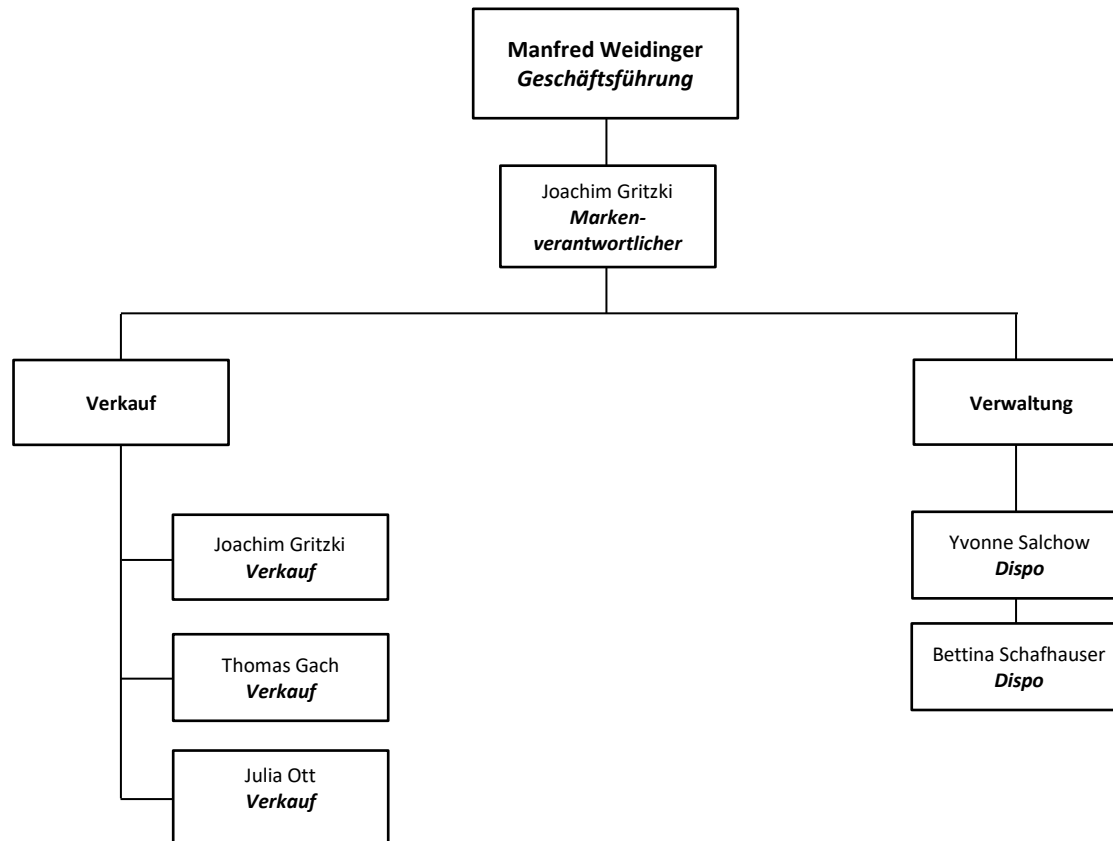 Manfred Weidinger
Geschäftsführung
Joachim Gritzki
Marken-
verantwortlicher
Verkauf
Verwaltung
Joachim Gritzki
Verkauf
Thomas Gach
Verkauf
Julia Ott
Verkauf
Yvonne Salchow
Dispo
Bettina Schafhauser
Dispo